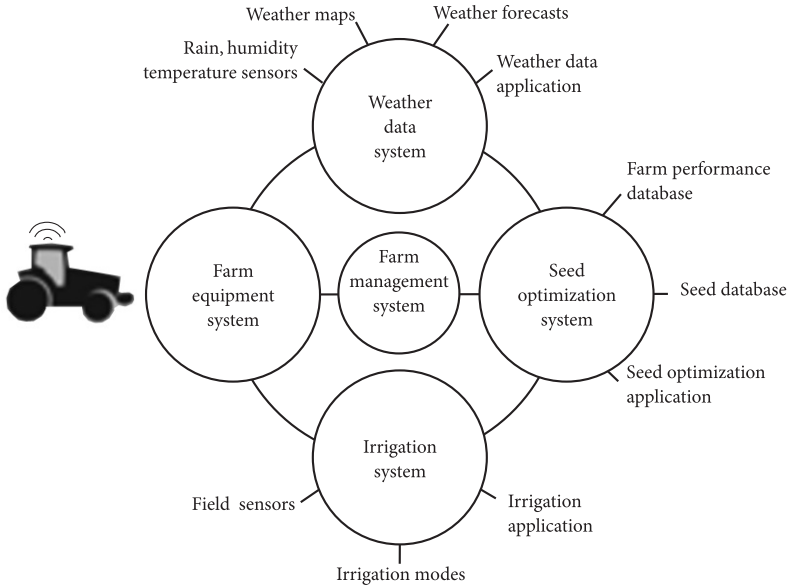 Weather maps
Weather forecasts
Rain, humidity
temperature sensors
Weather data
application
Weather
data
system
Farm performance
database
Farm
equipment
system
Farm
management
system
Seed
optimization
system
Seed database
Seed optimization
application
Irrigation
system
Field sensors
Irrigation
application
Irrigation modes